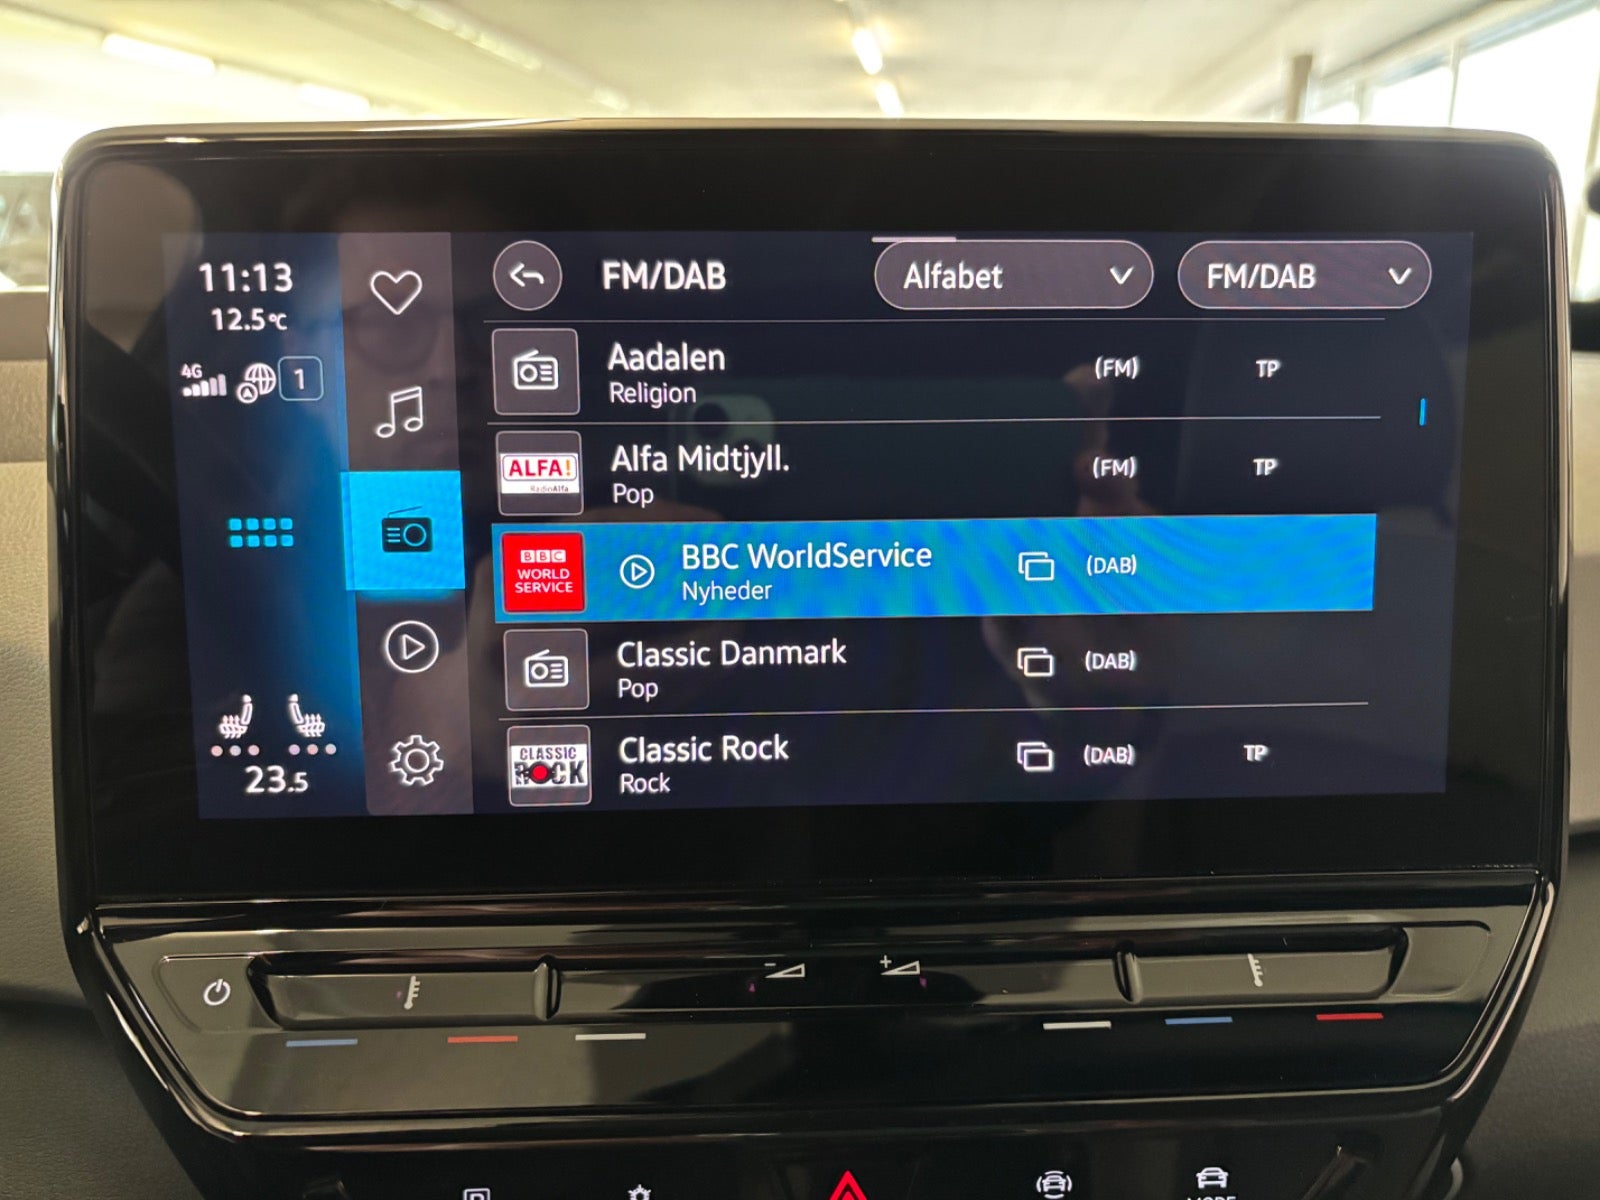 11:13
12.5°C
4G
1
23.5
FM/DAB
Alfabet
FM/DAB
Aadalen
Religion
(FM)
TP
ALFA!
RadioAlfa
Alfa Midtjyll.
Pop
(FM)
TP
BBC
WORLD
SERVICE
BBC WorldService
Nyheder
(DAB)
Classic Danmark
Pop
(DAB)
CLASSIC
ROCK
Classic Rock
Rock
(DAB)
TP
- +
P
MODE